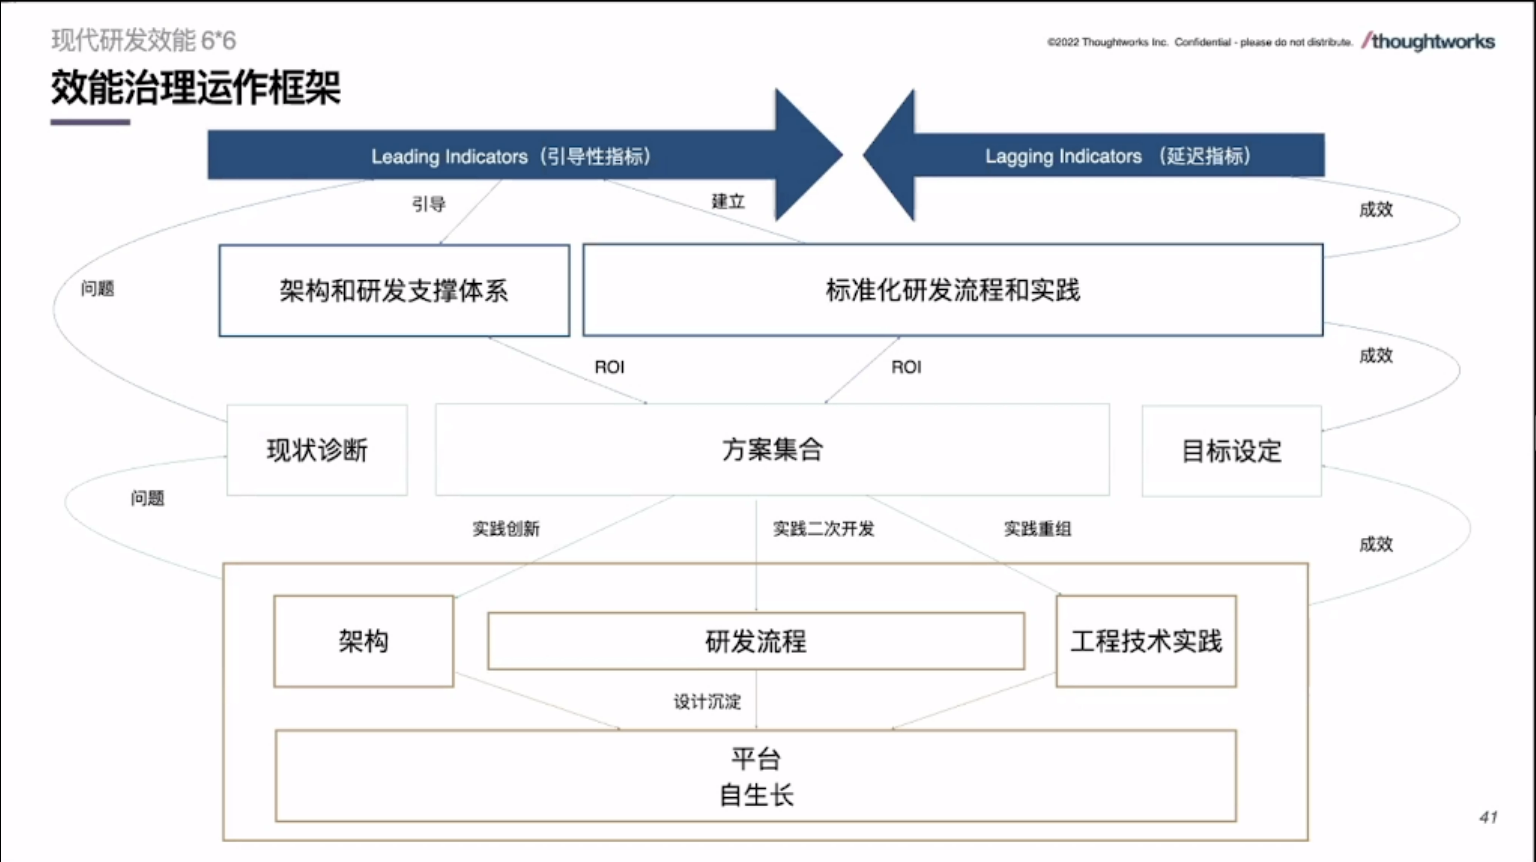 现代研发效能 6*6
©2022 Thoughtworks Inc. Confidential - please do not distribute.
/thoughtworks
效能治理运作框架
Leading Indicators（引导性指标）
Lagging Indicators （延迟指标）
引导
建立
成效
问题
架构和研发支撑体系
标准化研发流程和实践
ROI
ROI
成效
现状诊断
方案集合
目标设定
问题
实践创新
实践二次开发
实践重组
成效
架构
研发流程
工程技术实践
设计沉淀
平台
自生长
41